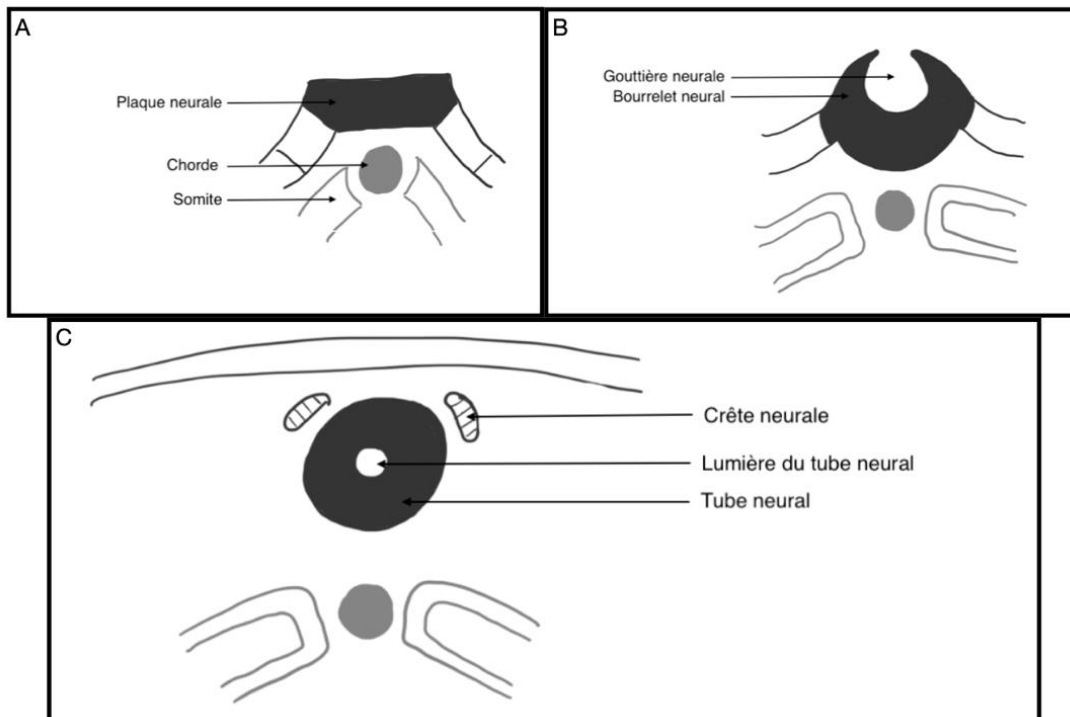 A
Plaque neurale
Chorde
Somite
B
Gouttière neurale
Bourrelet neural
C
Crête neurale
Lumière du tube neural
Tube neural